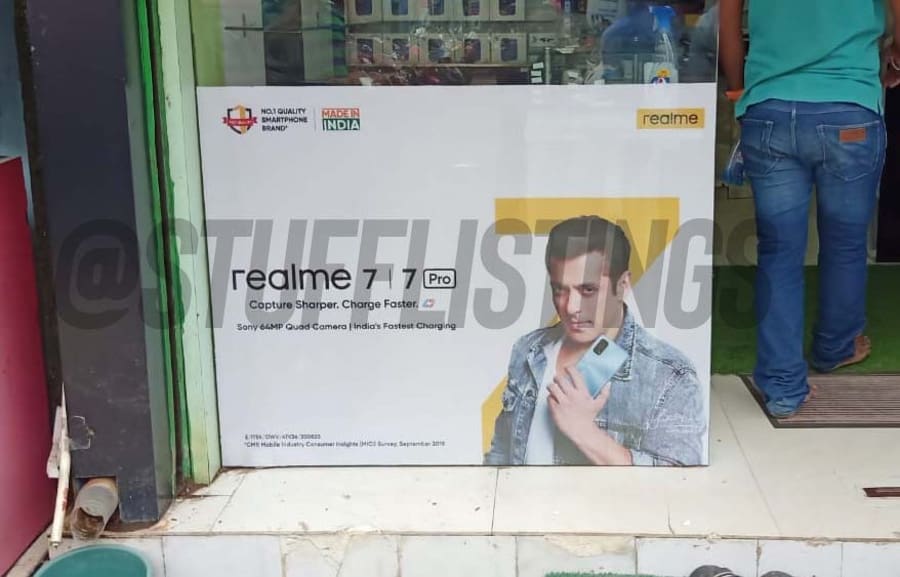 NO.1 QUALITY
SMARTPHONE
BRAND*
MADE IN
INDIA
realme
@STUFFLISTINGS
realme 7 | 7 Pro
Capture Sharper. Charge Faster.
Sony 64MP Quad Camera | India's Fastest Charging
*CMR Mobile Industry Consumer Insights (MICI) Survey, September 2019